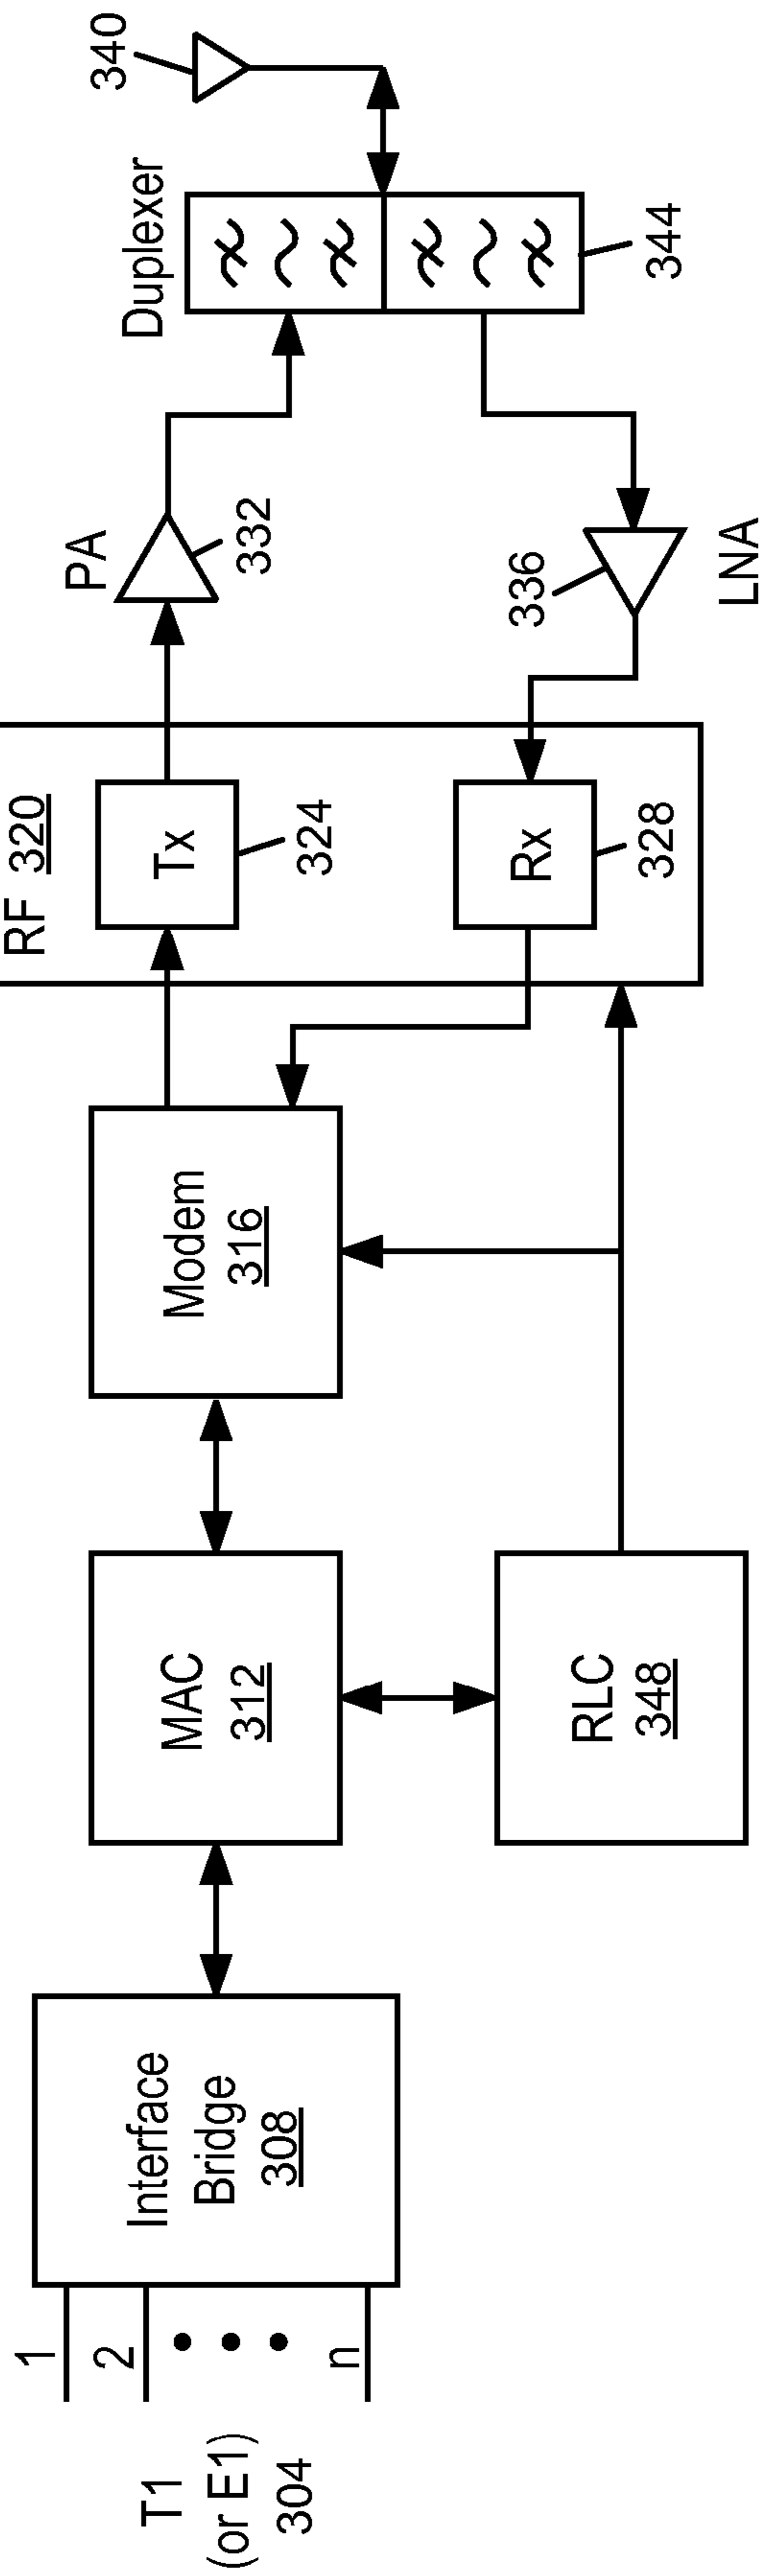 T1
(or E1)
304
1
2
n
Interface
Bridge
308
MAC
312
RLC
348
Modem
316
RF 320
Tx
324
Rx
328
PA
332
336
LNA
Duplexer
344
340